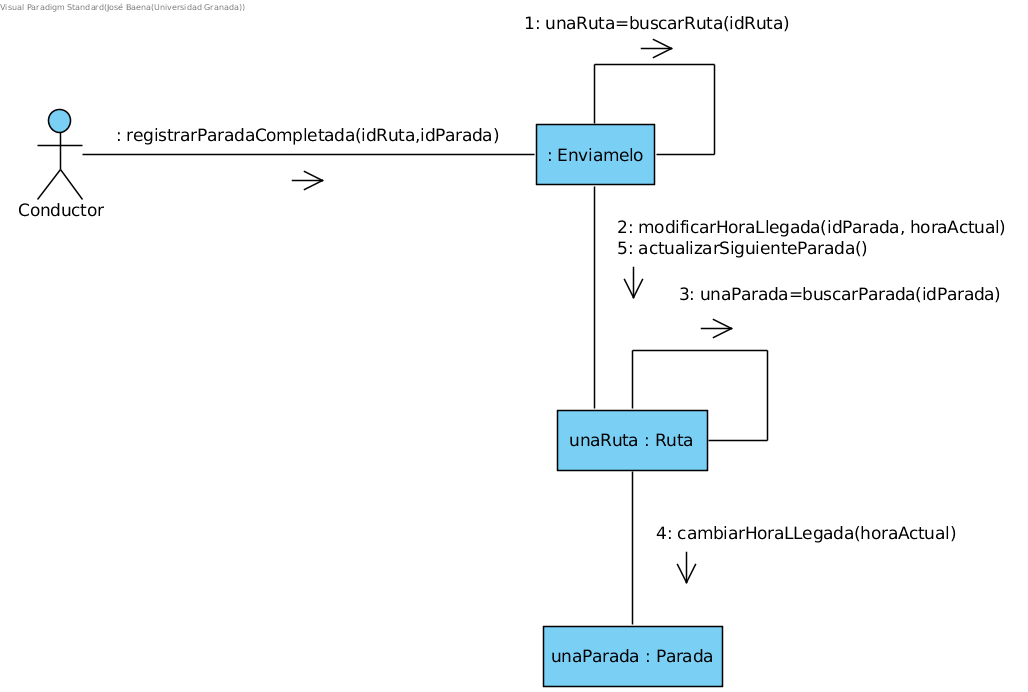 Visual Paradigm Standard(José Baena(Universidad Granada))
1: unaRuta=buscarRuta(idRuta)
: registrarParadaCompletada(idRuta,idParada)
: Enviamelo
Conductor
2: modificarHoraLlegada(idParada, horaActual)
5: actualizarSiguienteParada()
3: unaParada=buscarParada(idParada)
unaRuta : Ruta
4: cambiarHoraLLegada(horaActual)
unaParada : Parada